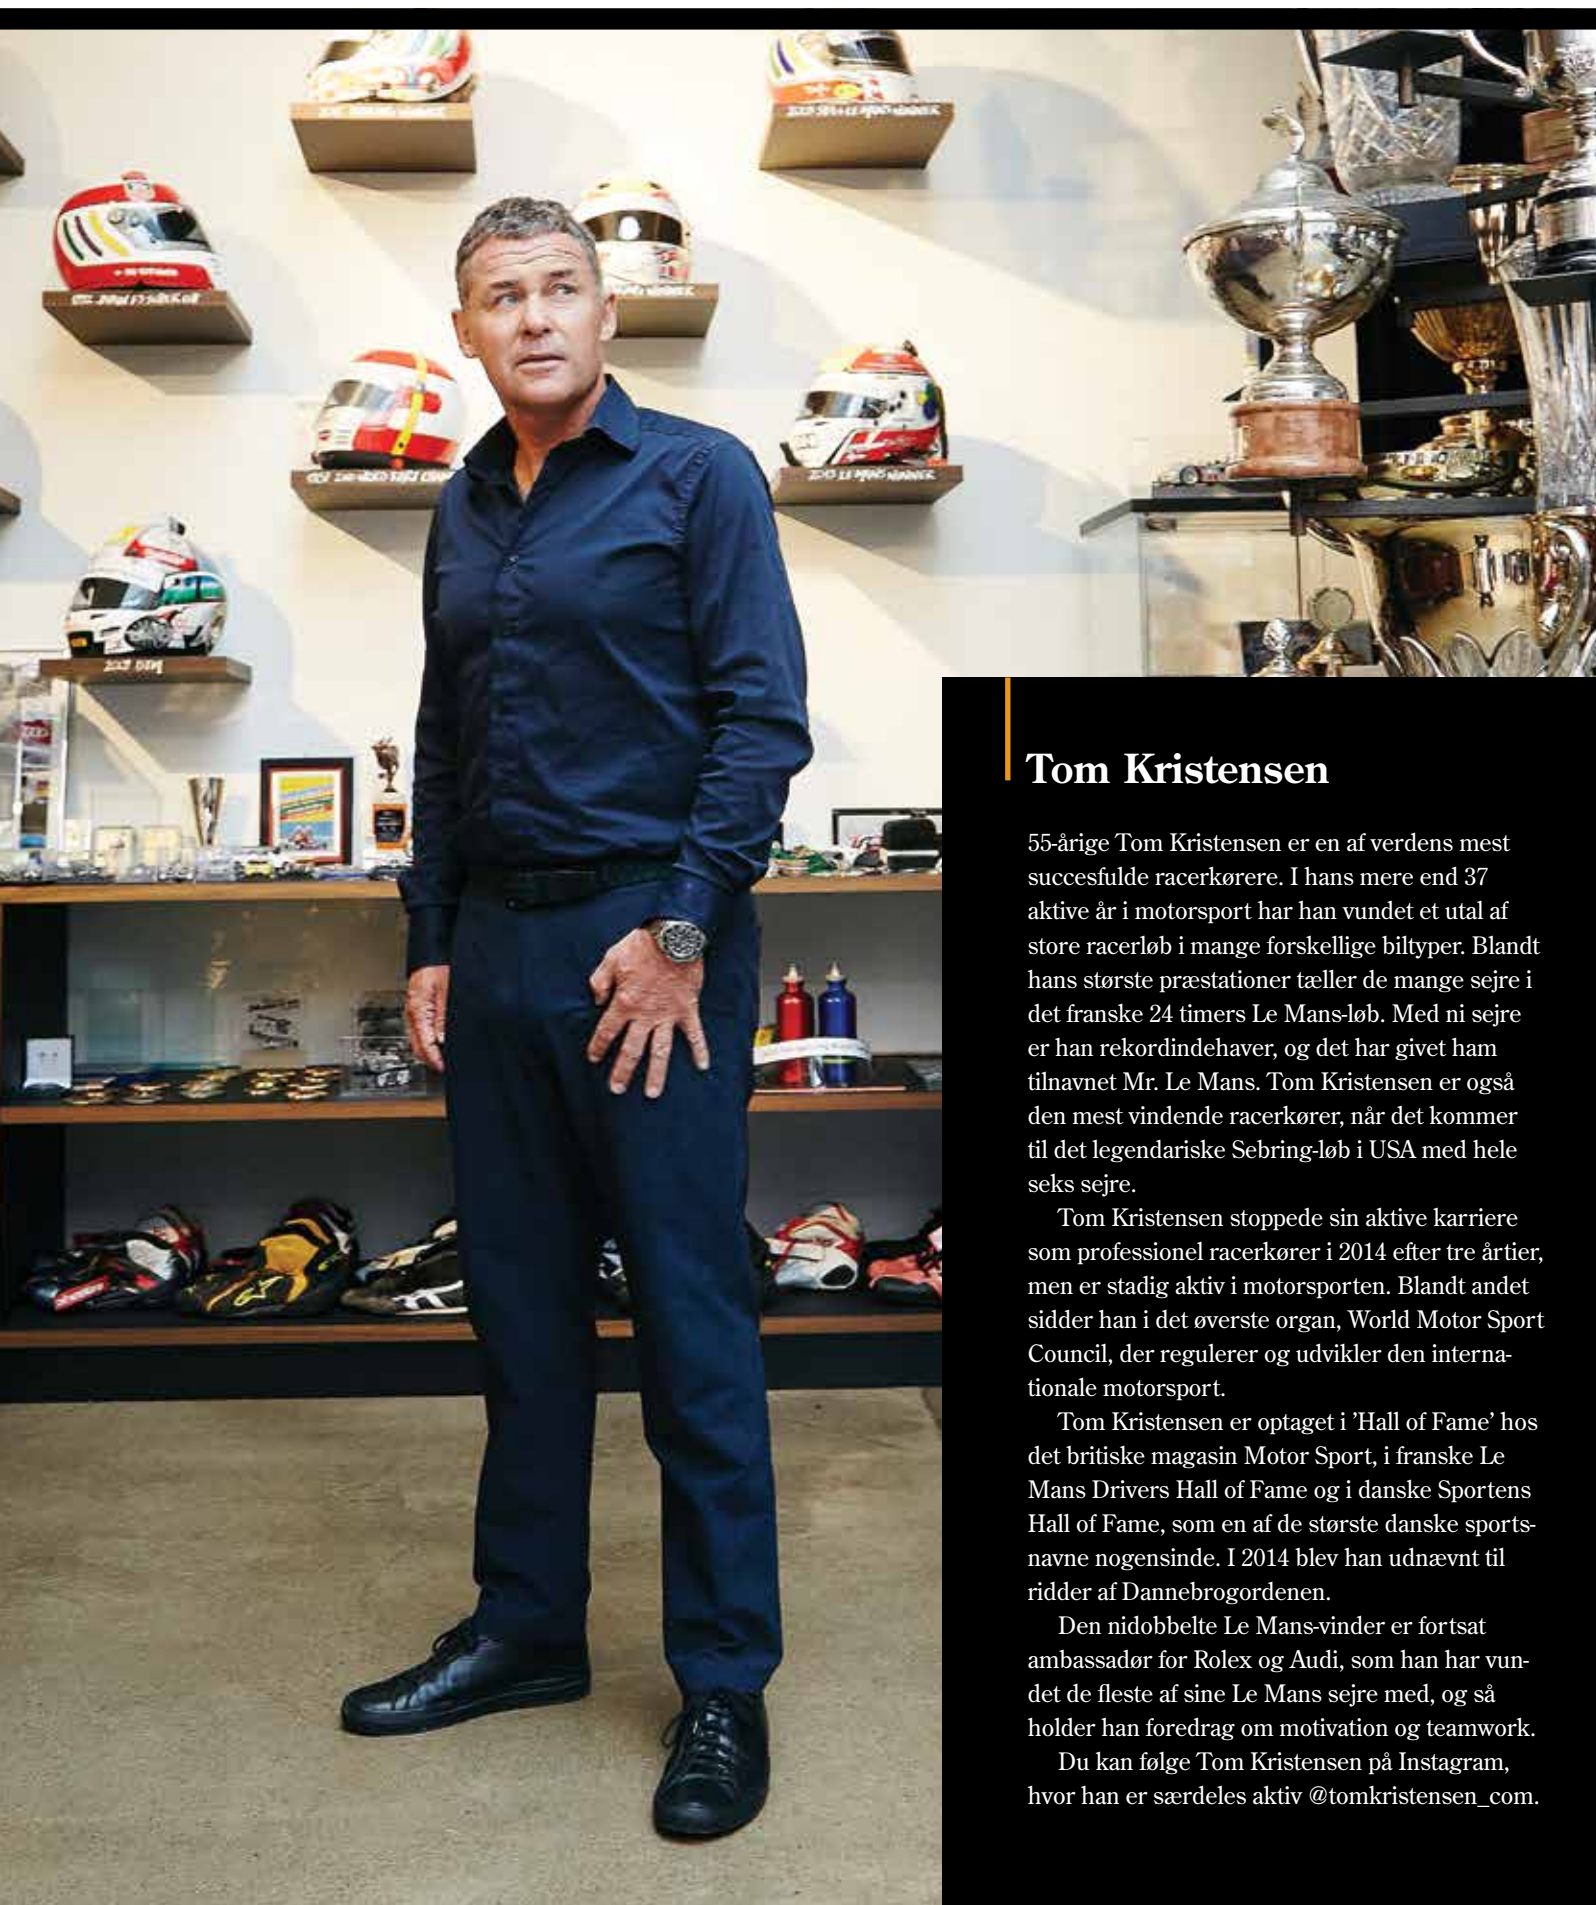 2013 LE MANS WINNER
Tom Kristensen
55-årige Tom Kristensen er en af verdens mest
succesfulde racerkørere. I hans mere end 37
aktive år i motorsport har han vundet et utal af
store racerløb i mange forskellige biltyper. Blandt
hans største præstationer tæller de mange sejre i
det franske 24 timers Le Mans-løb. Med ni sejre
er han rekordindehaver, og det har givet ham
tilnavnet Mr. Le Mans. Tom Kristensen er også
den mest vindende racerkører, når det kommer
til det legendariske Sebring-løb i USA med hele
seks sejre.
Tom Kristensen stoppede sin aktive karriere
som professionel racerkører i 2014 efter tre årtier,
men er stadig aktiv i motorsporten. Blandt andet
sidder han i det øverste organ, World Motor Sport
Council, der regulerer og udvikler den interna-
tionale motorsport.
Tom Kristensen er optaget i ’Hall of Fame’ hos
det britiske magasin Motor Sport, i franske Le
Mans Drivers Hall of Fame og i danske Sportens
Hall of Fame, som en af de største danske sports-
navne nogensinde. I 2014 blev han udnævnt til
ridder af Dannebrogordenen.
Den nidobbelte Le Mans-vinder er fortsat
ambassadør for Rolex og Audi, som han har vun-
det de fleste af sine Le Mans sejre med, og så
holder han foredrag om motivation og teamwork.
Du kan følge Tom Kristensen på Instagram,
hvor han er særdeles aktiv @tomkristensen_com.